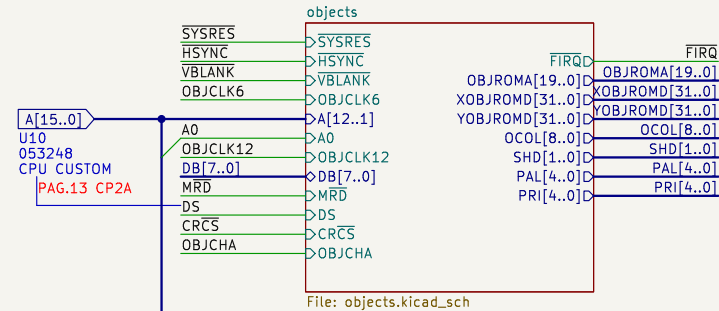 objects
SYSRES
HSYNC
VBLANK
OBJCLK6
A[15..0]
U10
053248
CPU CUSTOM
PAG.13 CP2A
A0
OBJCLK12
DB[7..0]
MRD
DS
CRCS
OBJCHA
SYSRES
HSYNC
VBLANK
OBJCLK6
A[12..1]
A0
OBJCLK12
DB[7..0]
MRD
DS
CRCS
OBJCHA
FIRQ
OBJROMA[19..0]
XOBJROMD[31..0]
YOBJROMD[31..0]
OCOL[8..0]
SHD[1..0]
PAL[4..0]
PRI[4..0]
FIRQ
OBJROMA[19..0]
XOBJROMD[31..0]
YOBJROMD[31..0]
OCOL[8..0]
SHD[1..0]
PAL[4..0]
PRI[4..0]
File: objects.kicad_sch